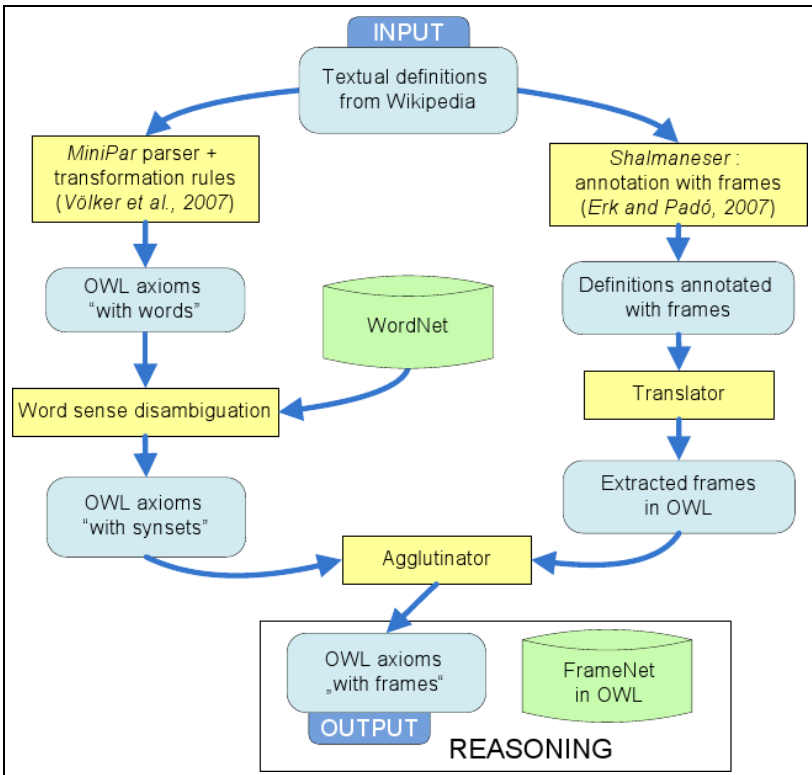 INPUT
Textual definitions
from Wikipedia
MiniPar parser +
transformation rules
(Völker et al., 2007)
Shalmaneser :
annotation with frames
(Erk and Padó, 2007)
OWL axioms
“with words”
WordNet
Definitions annotated
with frames
Word sense disambiguation
Translator
OWL axioms
“with synsets”
Extracted frames
in OWL
Agglutinator
OWL axioms
„with frames“
OUTPUT
FrameNet
in OWL
REASONING